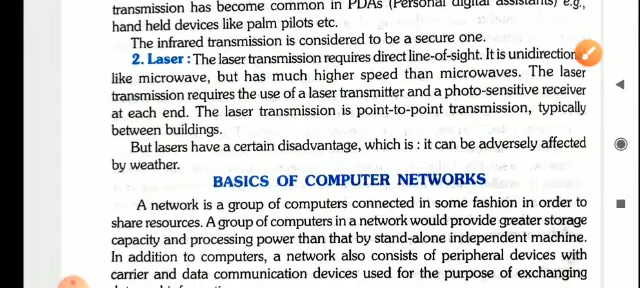 transmission has become common in PDAs (Personal digital assistants) e.g.,
hand held devices like palm pilots etc.
The infrared transmission is considered to be a secure one.
2. Laser : The laser transmission requires direct line-of-sight. It is unidirection
like microwave, but has much higher speed than microwaves. The laser
transmission requires the use of a laser transmitter and a photo-sensitive receiver
at each end. The laser transmission is point-to-point transmission, typically
between buildings.
But lasers have a certain disadvantage, which is : it can be adversely affected
by weather.
BASICS OF COMPUTER NETWORKS
A network is a group of computers connected in some fashion in order to
share resources. A group of computers in a network would provide greater storage
capacity and processing power than that by stand-alone independent machine.
In addition to computers, a network also consists of peripheral devices with
carrier and data communication devices used for the purpose of exchanging